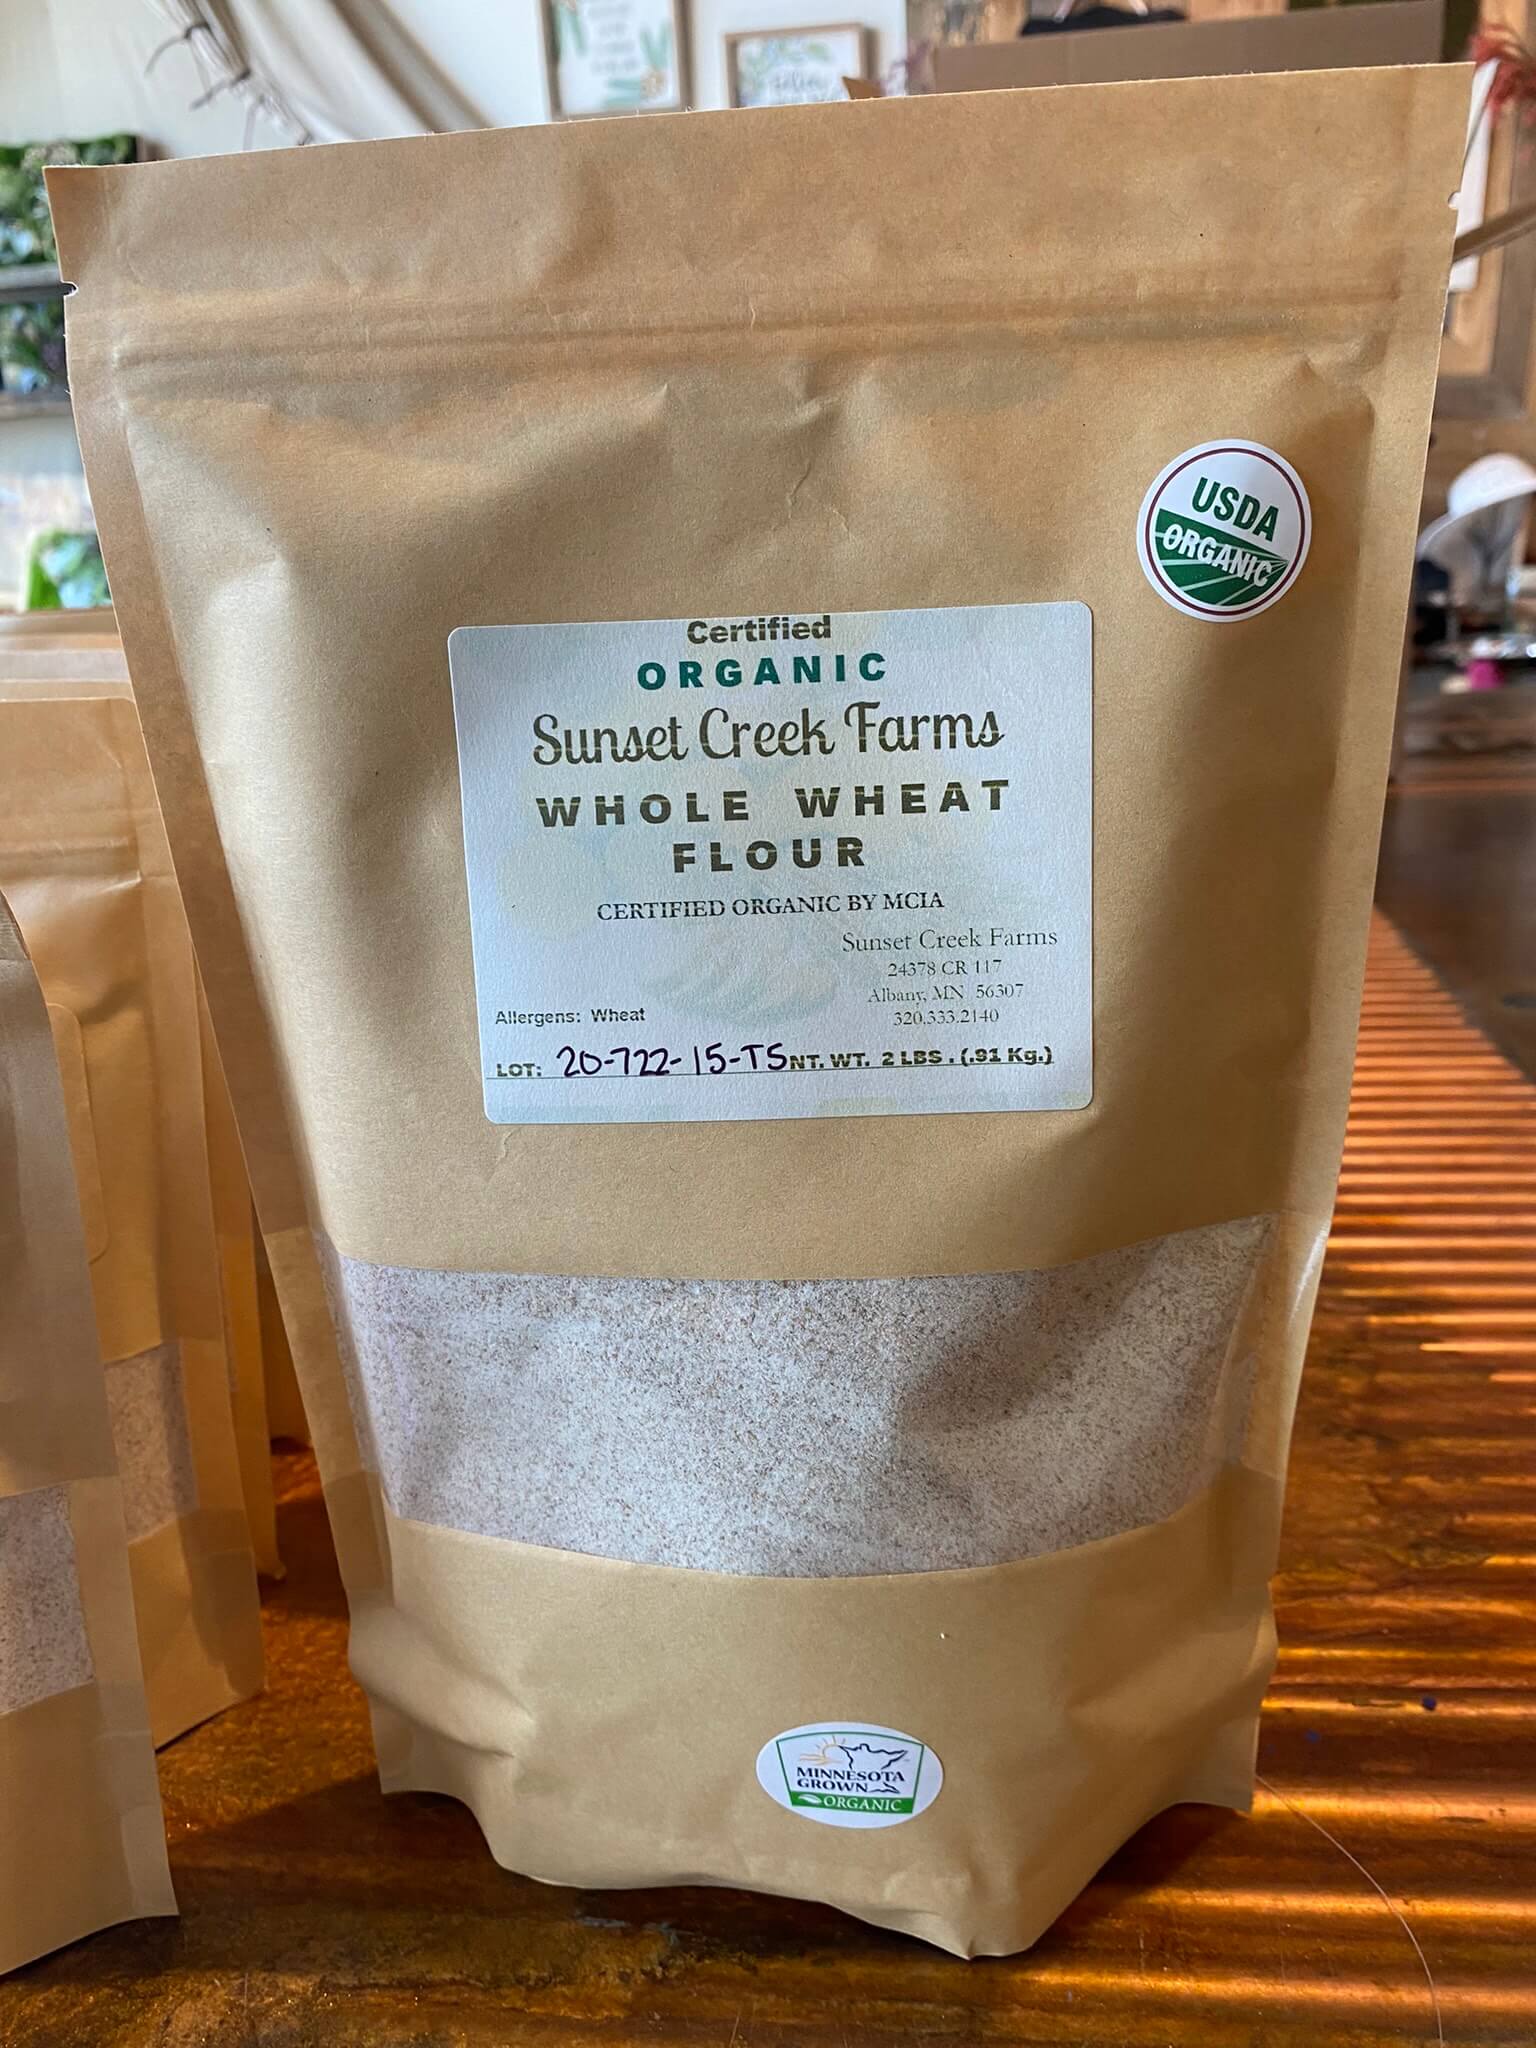 USDA
ORGANIC
Certified
ORGANIC
Sunset Creek Farms
WHOLE WHEAT
FLOUR
CERTIFIED ORGANIC BY MCIA
Sunset Creek Farms
24378 CR 117
Albany, MN 56307
320.333.2140
Allergens: Wheat
LOT: 20-722-15-TS NT. WT. 2 LBS . (.91 Kg.)
MINNESOTA
GROWN
ORGANIC